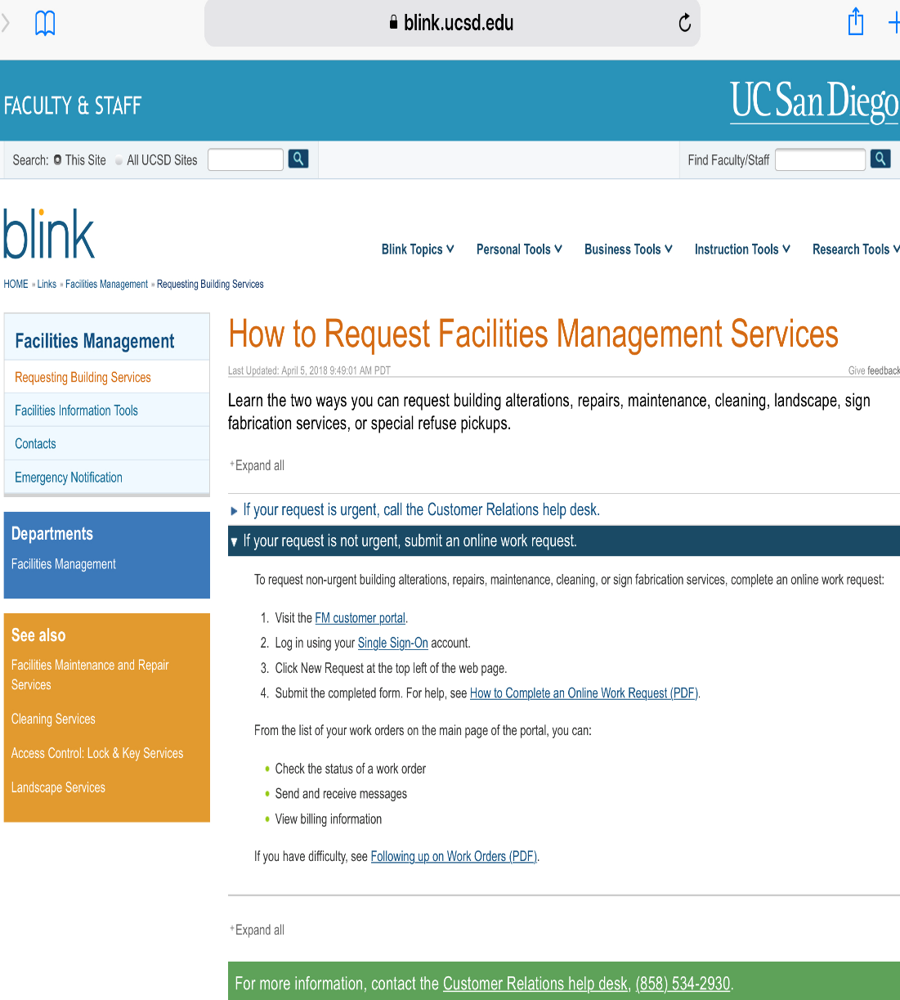 blink.ucsd.edu
FACULTY & STAFF
UC San Diego
Search: This Site All UCSD Sites
Find Faculty/Staff
blink
Blink Topics Personal Tools Business Tools Instruction Tools Research Tools
HOME » Links » Facilities Management » Requesting Building Services
Facilities Management
Requesting Building Services
Facilities Information Tools
Contacts
Emergency Notification
Departments
Facilities Management
See also
Facilities Maintenance and Repair
Services
Cleaning Services
Access Control: Lock & Key Services
Landscape Services
How to Request Facilities Management Services
Last Updated: April 5, 2018 9:49:01 AM PDT
Give feedback
Learn the two ways you can request building alterations, repairs, maintenance, cleaning, landscape, sign
fabrication services, or special refuse pickups.
+Expand all
If your request is urgent, call the Customer Relations help desk.
If your request is not urgent, submit an online work request.
To request non-urgent building alterations, repairs, maintenance, cleaning, or sign fabrication services, complete an online work request:
1. Visit the FM customer portal.
2. Log in using your Single Sign-On account.
3. Click New Request at the top left of the web page.
4. Submit the completed form. For help, see How to Complete an Online Work Request (PDF).
From the list of your work orders on the main page of the portal, you can:
• Check the status of a work order
• Send and receive messages
• View billing information
If you have difficulty, see Following up on Work Orders (PDF).
+Expand all
For more information, contact the Customer Relations help desk, (858) 534-2930.